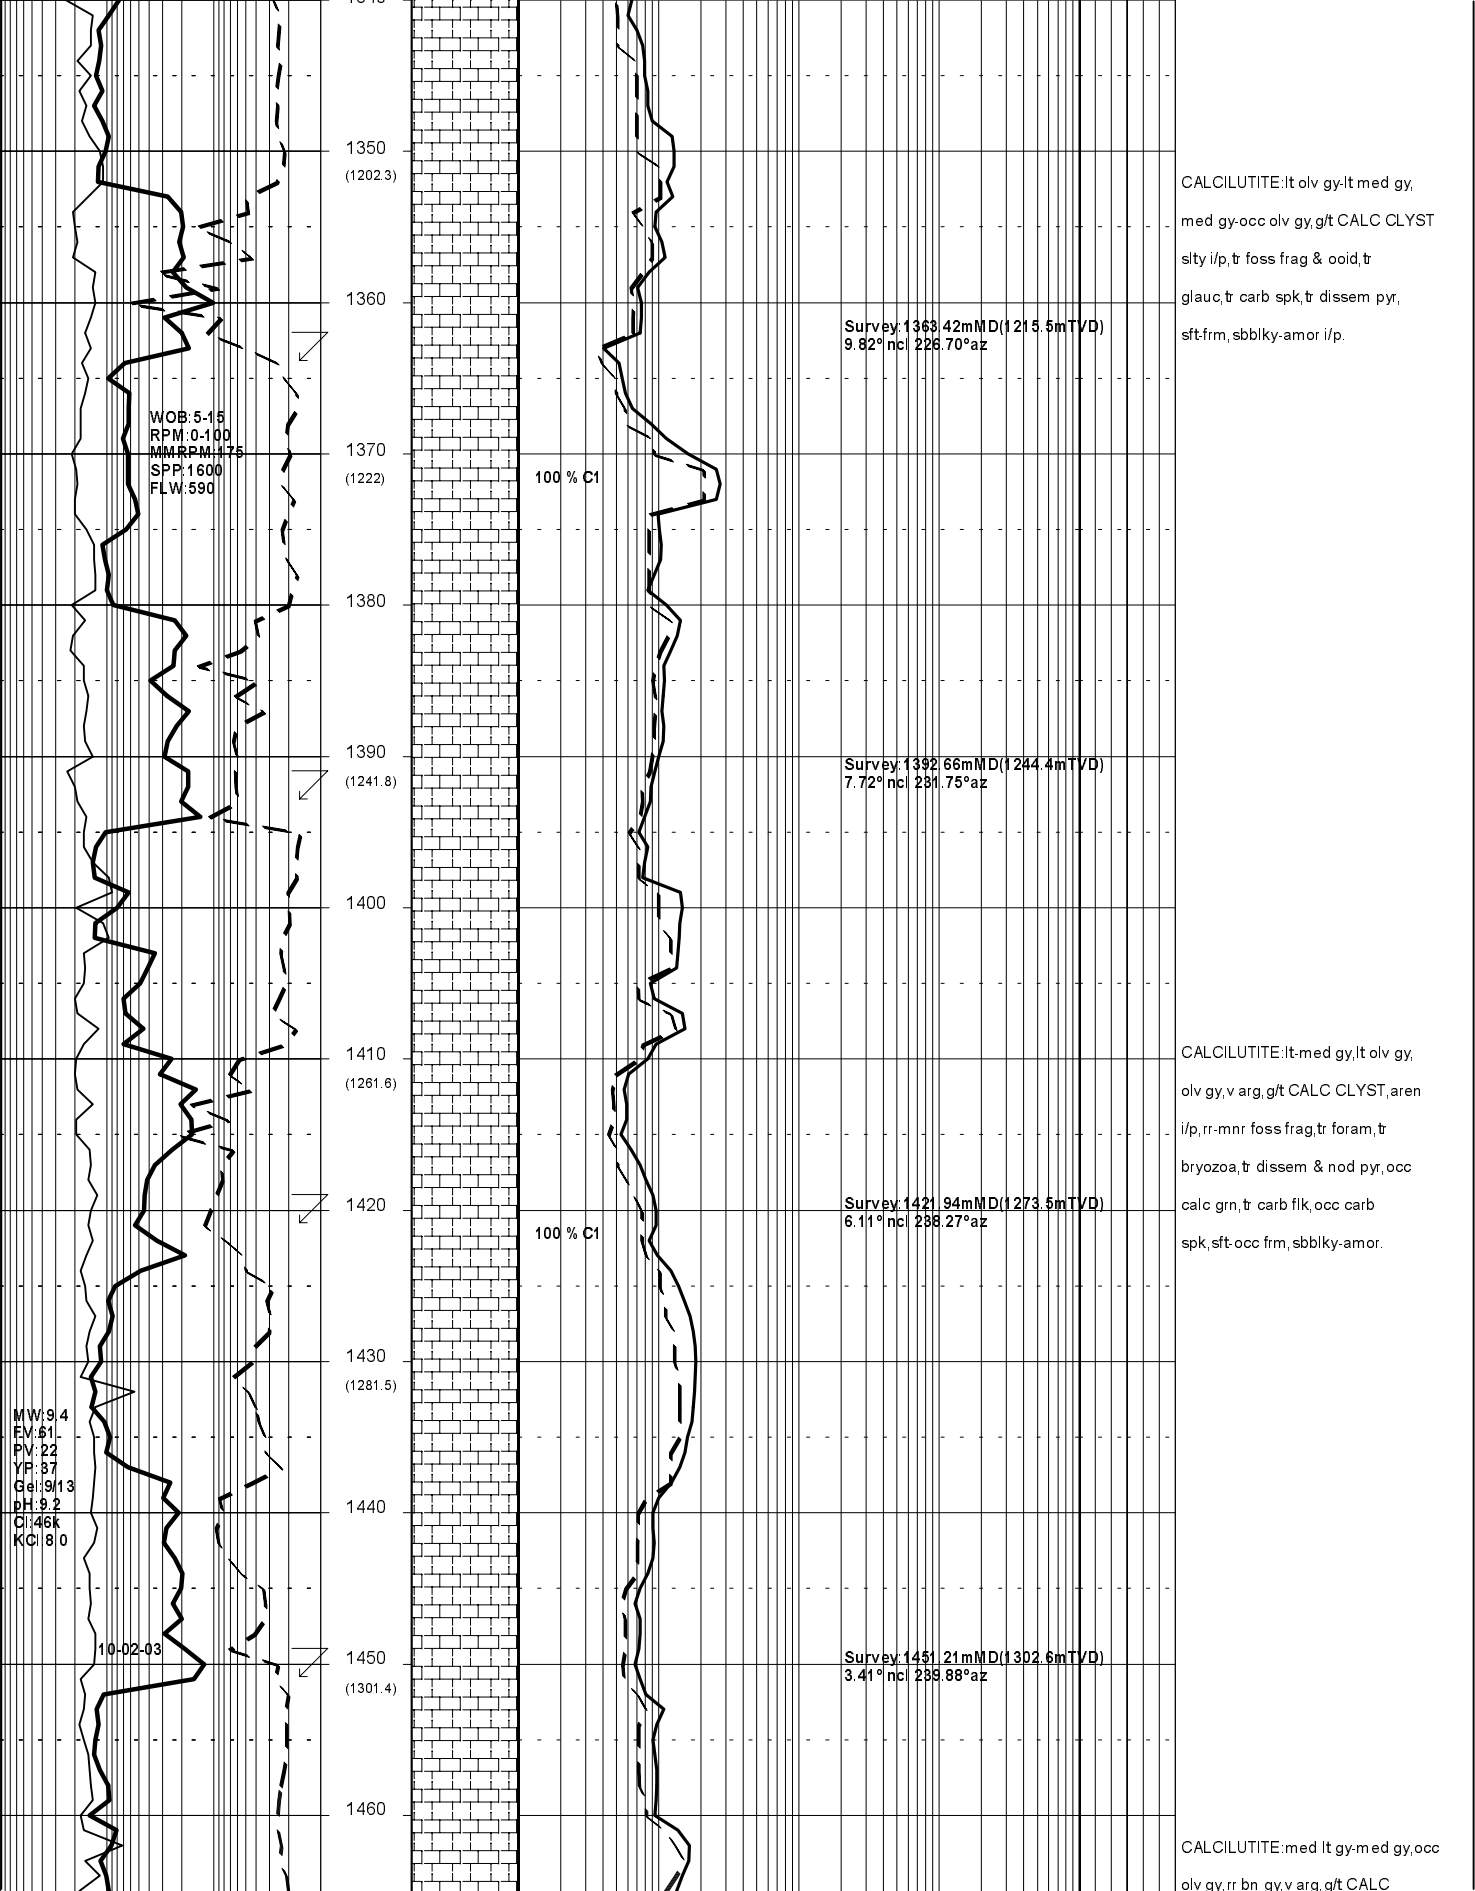 1350
(1202.3)
CALCILUTITE:lt olv gy-lt med gy,
med gy-occ olv gy,g/t CALC CLYST
slty i/p,tr foss frag & ooid,tr
glauc,tr carb spk,tr dissem pyr,
sft-frm,sbblky-amor i/p.
1360
Survey:1363.42mMD(1215.5mTVD)
9.82° ncl 226.70°az
WOB:5-15
RPM:0-100
MMRPM:175
SPP:1600
FLW:590
1370
(1222)
100 % C1
1380
1390
(1241.8)
Survey:1392.66mMD(1244.4mTVD)
7.72° ncl 231.75°az
1400
1410
(1261.6)
CALCILUTITE:lt-med gy,lt olv gy,
olv gy,v arg,g/t CALC CLYST,aren
i/p,rr-mnr foss frag,tr foram,tr
bryozoa,tr dissem & nod pyr,occ
calc grn,tr carb flk,occ carb
spk,sft-occ frm,sbblky-amor.
1420
Survey:1421.94mMD(1273.5mTVD)
6.11° ncl 238.27°az
100 % C1
1430
(1281.5)
MW:9.4
FV:61
PV:22
YP:37
Gel:9/13
pH:9.2
Cl:46k
KCl:8.0
1440
10-02-03
1450
(1301.4)
Survey:1451.21mMD(1302.6mTVD)
3.41° ncl 239.88°az
1460
CALCILUTITE:med lt gy-med gy,occ
olv gy,rr bn gy,v arg,g/t CALC